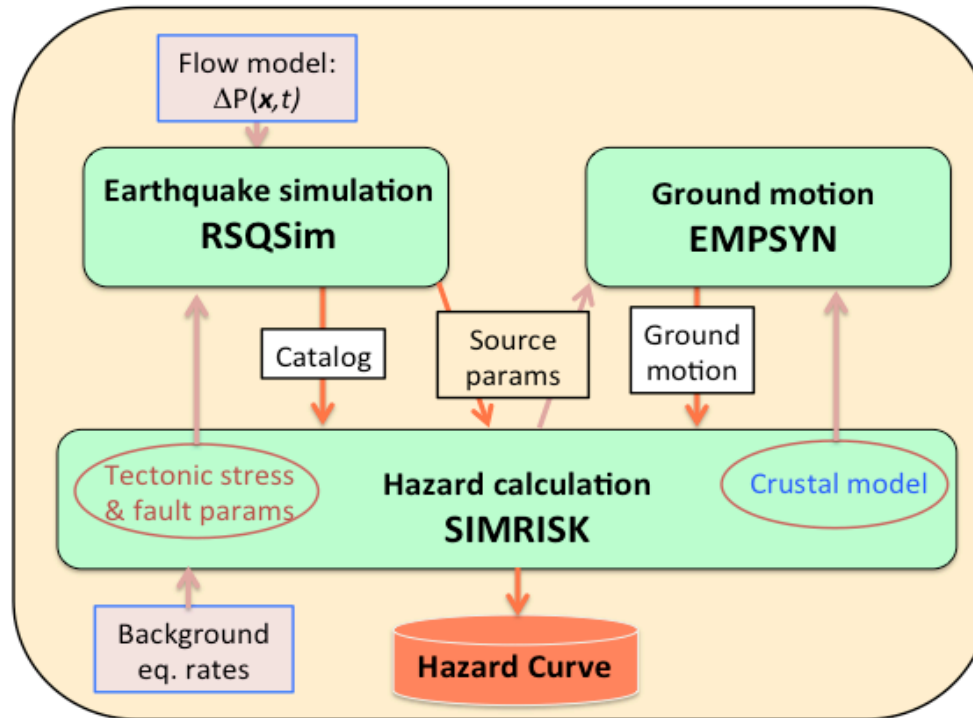 Flow model:
ΔP(x,t)
Earthquake simulation
RSQSim
Ground motion
EMPSYN
Catalog
Source
params
Ground
motion
Tectonic stress
& fault params
Hazard calculation
SIMRISK
Crustal model
Background
eq. rates
Hazard Curve